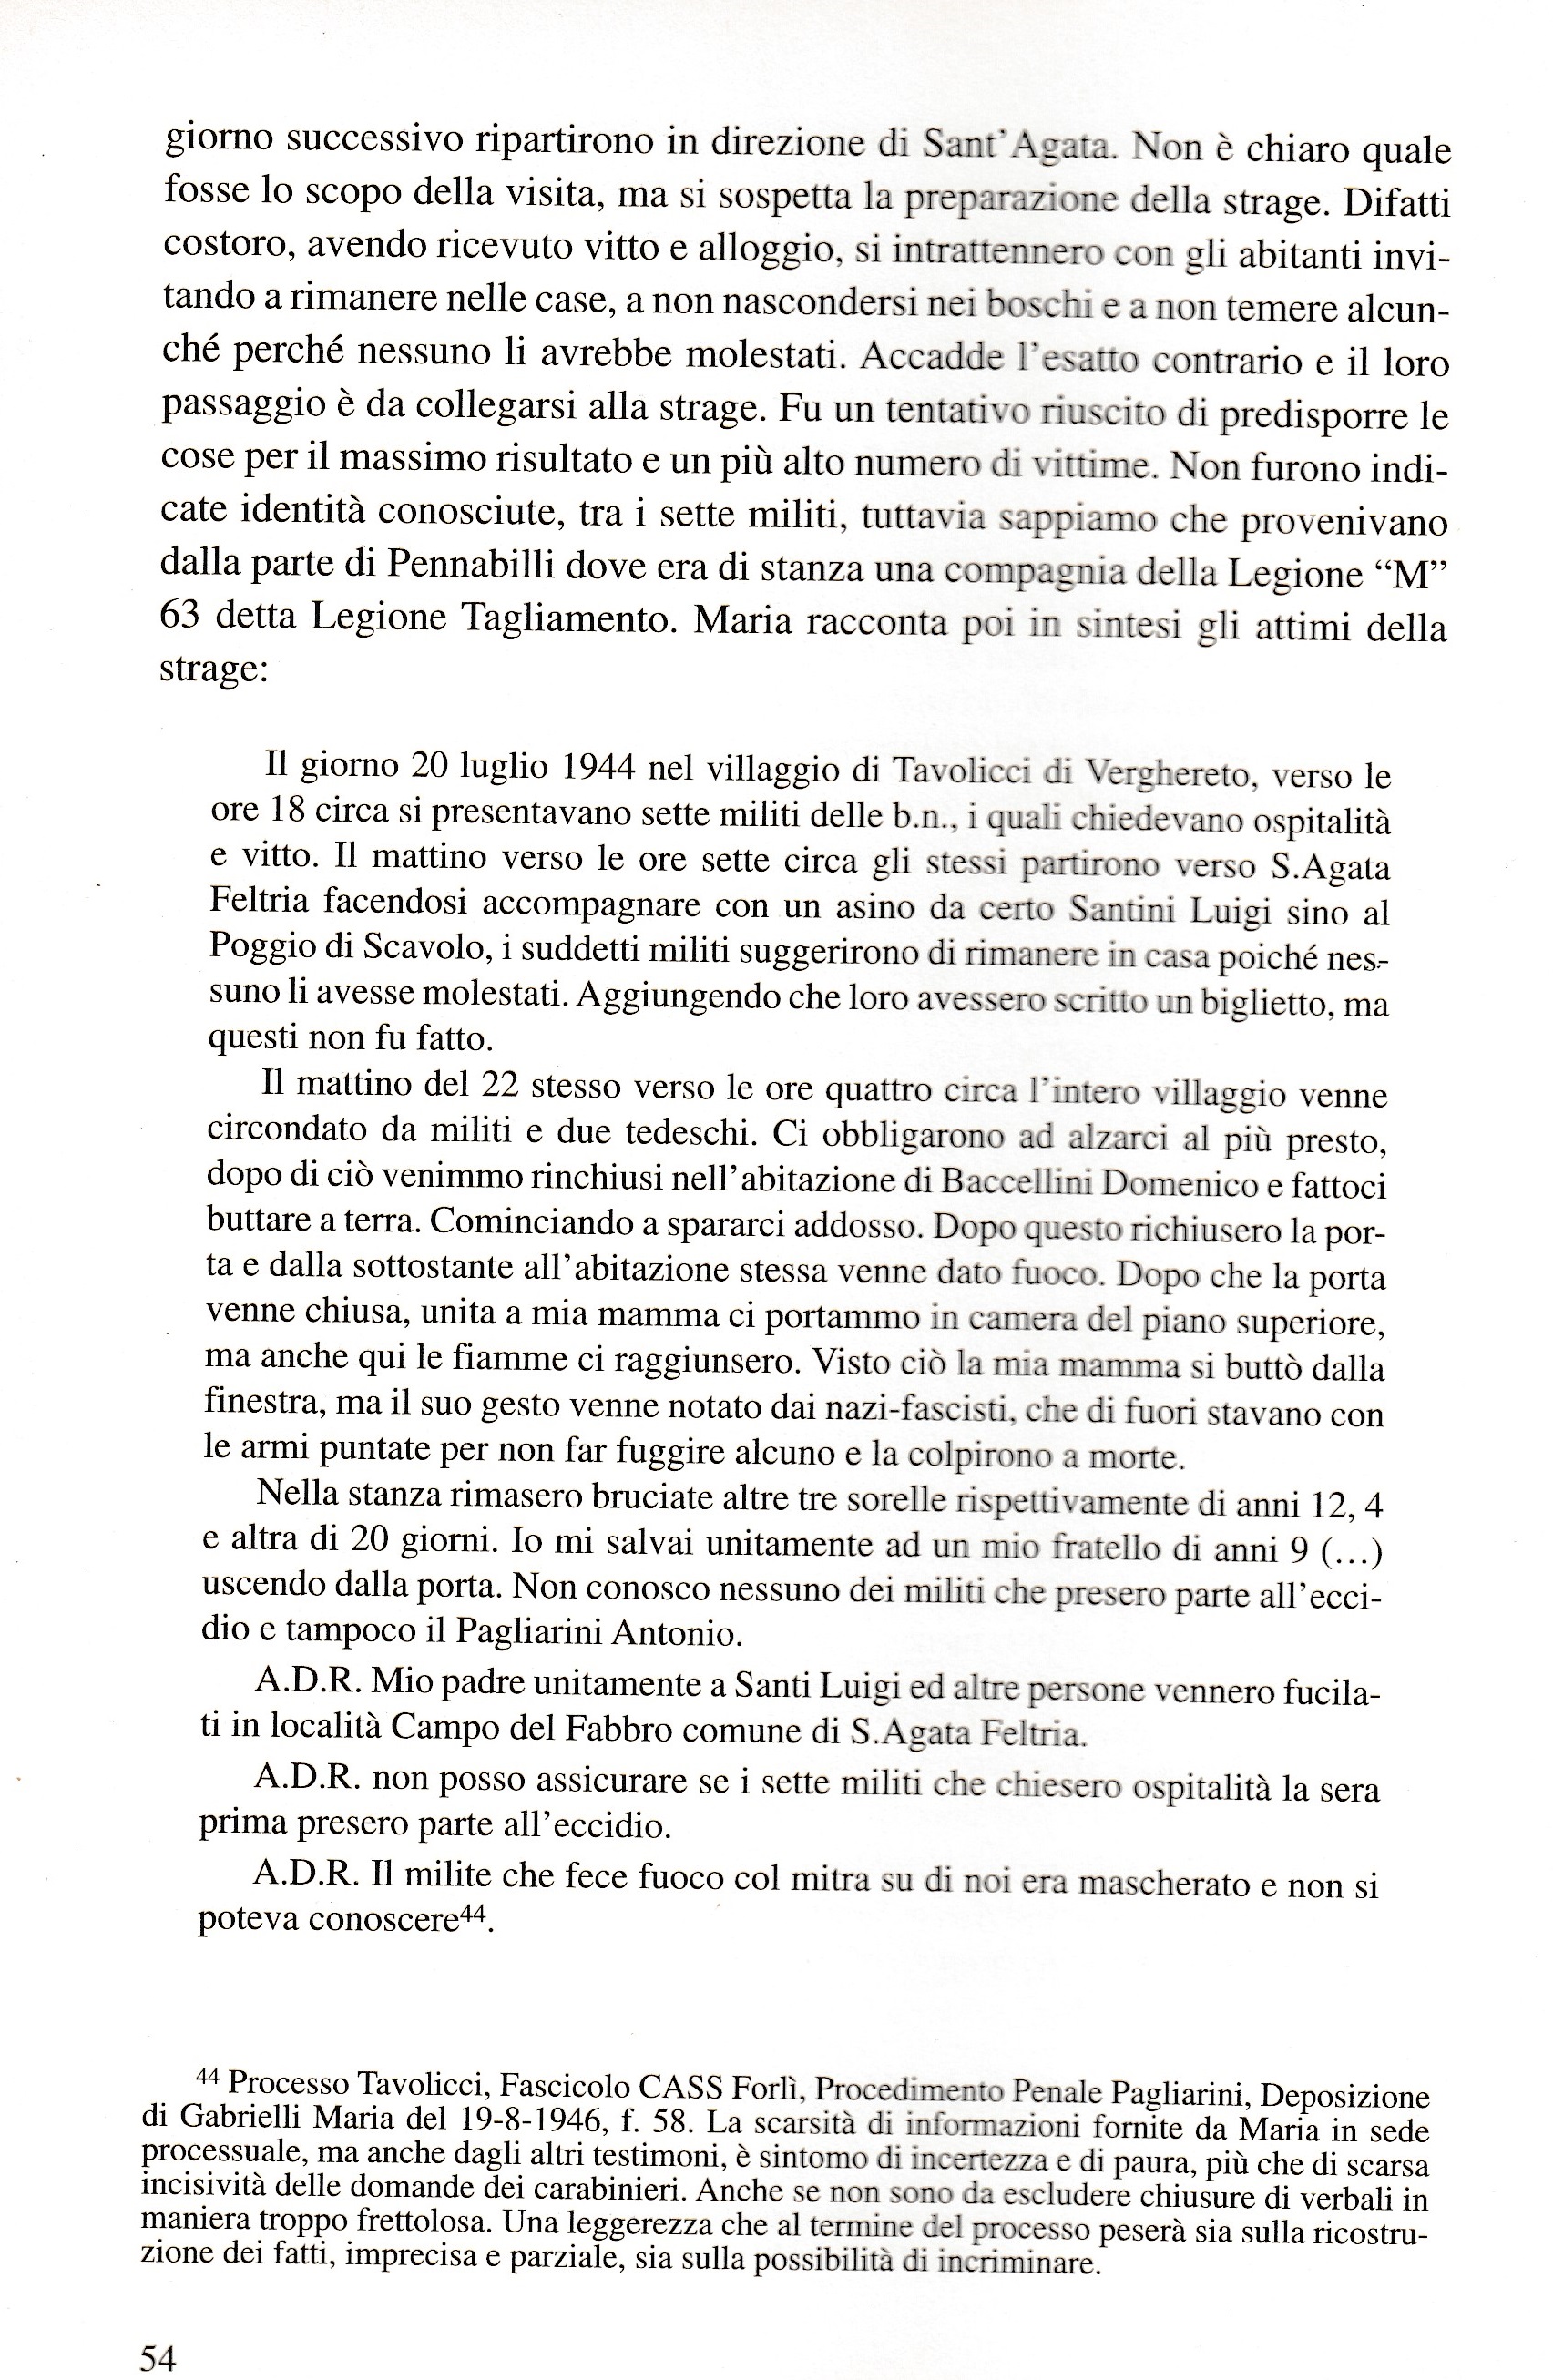 giorno successivo ripartirono in direzione di Sant'Agata. Non è chiaro quale
fosse lo scopo della visita, ma si sospetta la preparazione della strage. Difatti
costoro, avendo ricevuto vitto e alloggio, si intrattennero con gli abitanti invi-
tando a rimanere nelle case, a non nascondersi nei boschi e a non temere alcun-
ché perché nessuno li avrebbe molestati. Accadde l'esatto contrario e il loro
passaggio è da collegarsi alla strage. Fu un tentativo riuscito di predisporre le
cose per il massimo risultato e un più alto numero di vittime. Non furono indi-
cate identità conosciute, tra i sette militi, tuttavia sappiamo che provenivano
dalla parte di Pennabilli dove era di stanza una compagnia della Legione “M”
63 detta Legione Tagliamento. Maria racconta poi in sintesi gli attimi della
strage:
Il giorno 20 luglio 1944 nel villaggio di Tavolicci di Verghereto, verso le
ore 18 circa si presentavano sette militi delle b.n., i quali chiedevano ospitalità
e vitto. Il mattino verso le ore sette circa gli stessi partirono verso S.Agata
Feltria facendosi accompagnare con un asino da certo Santini Luigi sino al
Poggio di Scavolo, i suddetti militi suggerirono di rimanere in casa poiché nes-
suno li avesse molestati. Aggiungendo che loro avessero scritto un biglietto, ma
questi non fu fatto.
Il mattino del 22 stesso verso le ore quattro circa l'intero villaggio venne
circondato da militi e due tedeschi. Ci obbligarono ad alzarci al più presto,
dopo di ciò venimmo rinchiusi nell'abitazione di Baccellini Domenico e fattoci
buttare a terra. Cominciando a spararci addosso. Dopo questo richiusero la por-
ta e dalla sottostante all'abitazione stessa venne dato fuoco. Dopo che la porta
venne chiusa, unita a mia mamma ci portammo in camera del piano superiore,
ma anche qui le fiamme ci raggiunsero. Visto ciò la mia mamma si buttò dalla
finestra, ma il suo gesto venne notato dai nazi-fascisti, che di fuori stavano con
le armi puntate per non far fuggire alcuno e la colpirono a morte.
Nella stanza rimasero bruciate altre tre sorelle rispettivamente di anni 12, 4
e altra di 20 giorni. Io mi salvai unitamente ad un mio fratello di anni 9 (…)
uscendo dalla porta. Non conosco nessuno dei militi che presero parte all'ecci-
dio e tampoco il Pagliarini Antonio.
A.D.R. Mio padre unitamente a Santi Luigi ed altre persone vennero fucila-
ti in località Campo del Fabbro comune di S.Agata Feltria.
A.D.R. non posso assicurare se i sette militi che chiesero ospitalità la sera
prima presero parte all'eccidio.
A.D.R. Il milite che fece fuoco col mitra su di noi era mascherato e non si
poteva conoscere44.
44 Processo Tavolicci, Fascicolo CASS Forlì, Procedimento Penale Pagliarini, Deposizione
di Gabrielli Maria del 19-8-1946, f. 58. La scarsità di informazioni fornite da Maria in sede
processuale, ma anche dagli altri testimoni, è sintomo di incertezza e di paura, più che di scarsa
incisività delle domande dei carabinieri. Anche se non sono da escludere chiusure di verbali in
maniera troppo frettolosa. Una leggerezza che al termine del processo peserà sia sulla ricostru-
zione dei fatti, imprecisa e parziale, sia sulla possibilità di incriminare.
54